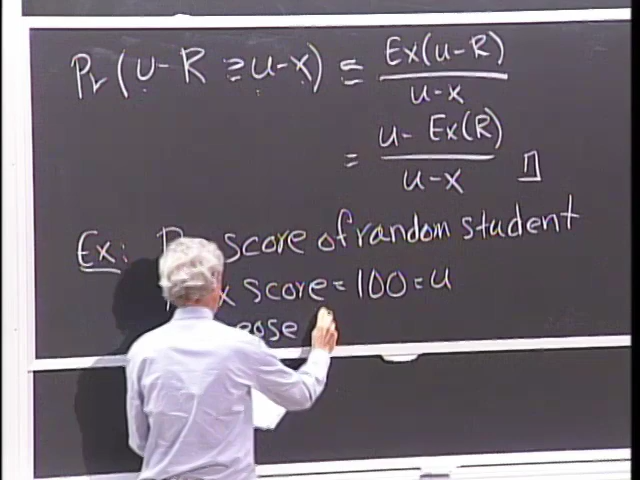 Pr(U-R ≥ u-x) ≤ Ex(u-R) / u-x
= u- Ex(R) / u-x
Ex: score of random student
score = 100 = u